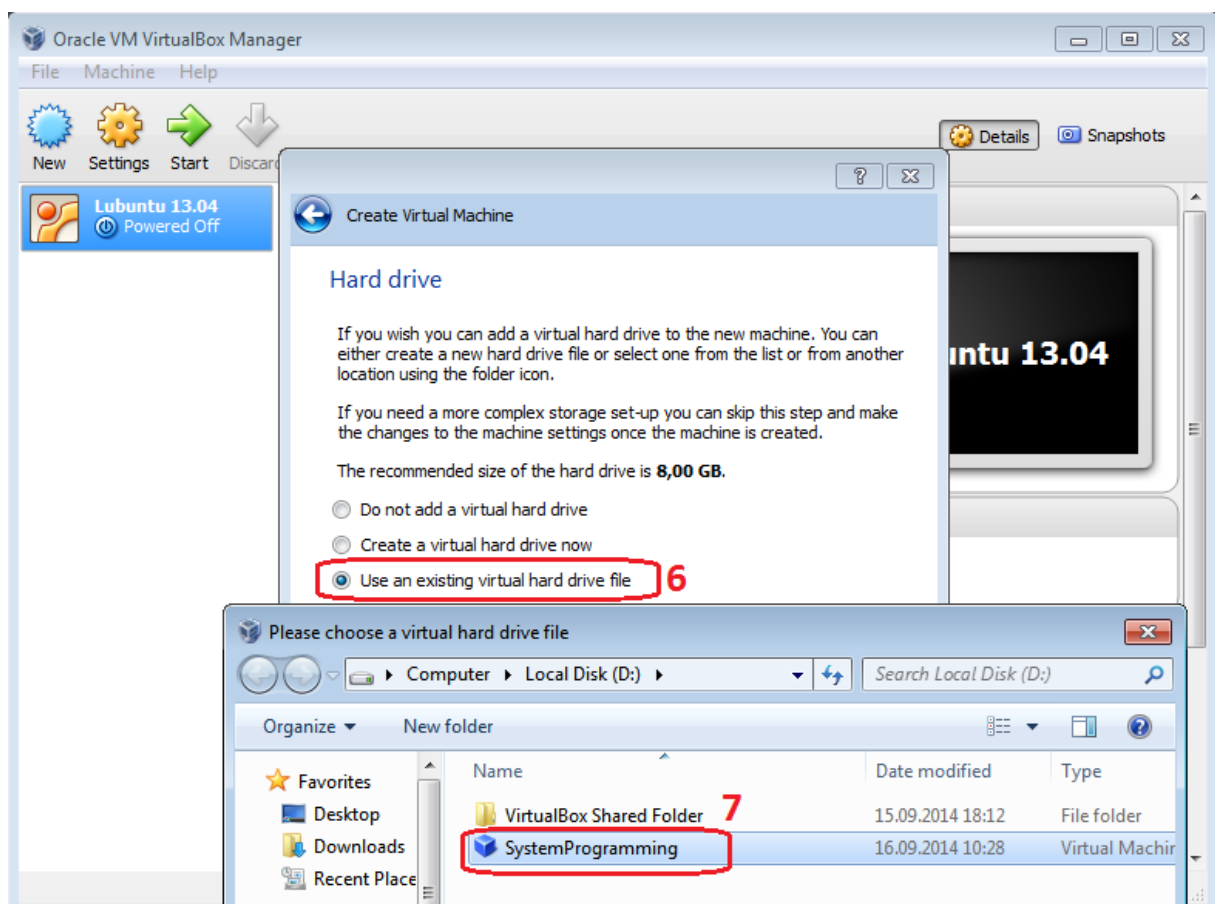 Oracle VM VirtualBox Manager
File Machine Help
New Settings Start Discard
Details Snapshots
Lubuntu 13.04
Powered Off
Create Virtual Machine
Hard drive
If you wish you can add a virtual hard drive to the new machine. You can
either create a new hard drive file or select one from the list or from another
location using the folder icon.
If you need a more complex storage set-up you can skip this step and make
the changes to the machine settings once the machine is created.
The recommended size of the hard drive is 8,00 GB.
Do not add a virtual hard drive
Create a virtual hard drive now
Use an existing virtual hard drive file 6
untu 13.04
Please choose a virtual hard drive file
Computer Local Disk (D:) Search Local Disk (D:)
Organize New folder
Favorites
Desktop
Downloads
Recent Place
Name Date modified Type
VirtualBox Shared Folder 7 15.09.2014 18:12 File folder
SystemProgramming 16.09.2014 10:28 Virtual Machin